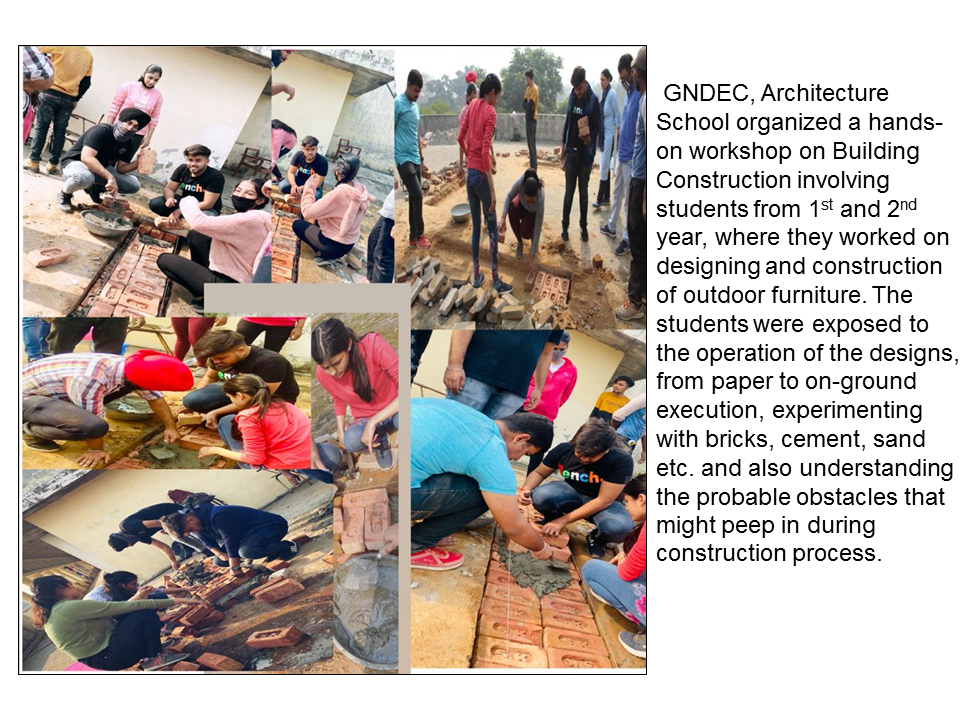 GNDEC, Architecture
School organized a hands-
on workshop on Building
Construction involving
students from 1st and 2nd
year, where they worked on
designing and construction
of outdoor furniture. The
students were exposed to
the operation of the designs,
from paper to on-ground
execution, experimenting
with bricks, cement, sand
etc. and also understanding
the probable obstacles that
might peep in during
construction process.
ench
ench
Bench